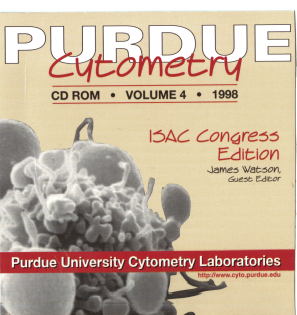 PURDUE
Cytometry
CD ROM • VOLUME 4 • 1998
ISAC Congress
Edition
James Watson,
Guest Editor
Purdue University Cytometry Laboratories
http://www.cyto.purdue.edu